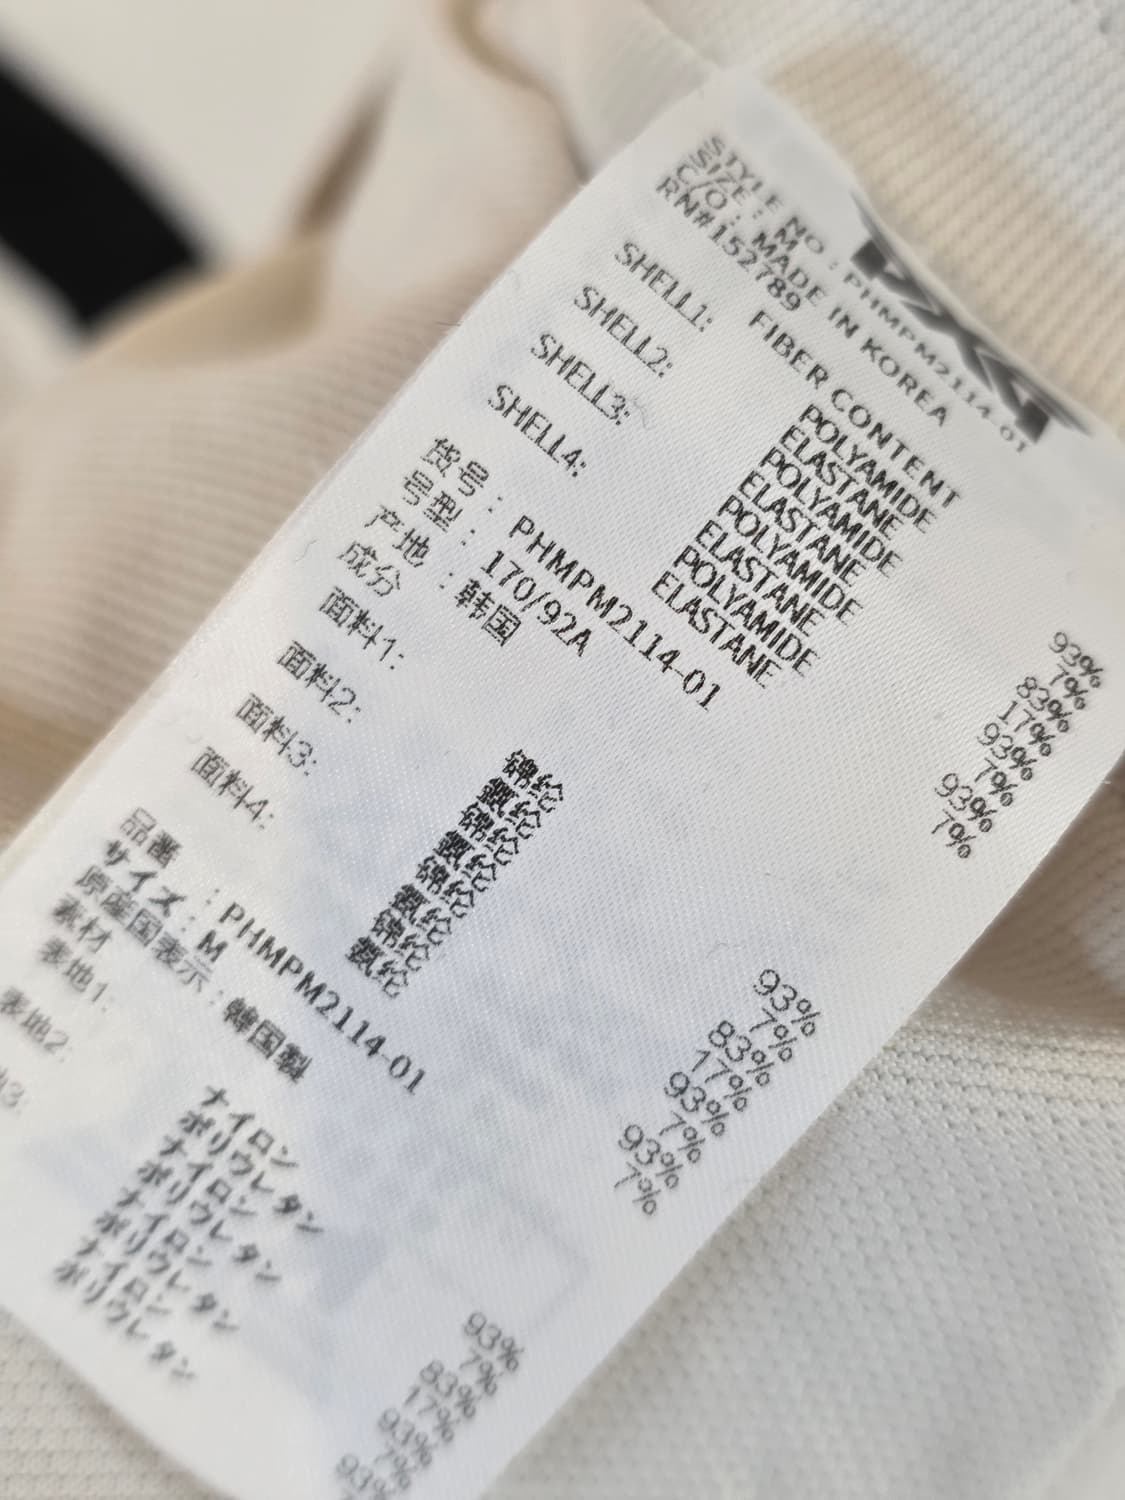 PXG
STYLE NO : PHMPM2114-01
SIZE : M
C/O : MADE IN KOREA
RN#152789
FIBER CONTENT
SHELL1: POLYAMIDE 93%
ELASTANE 7%
SHELL2: POLYAMIDE 83%
ELASTANE 17%
SHELL3: POLYAMIDE 93%
ELASTANE 7%
SHELL4: POLYAMIDE 93%
ELASTANE 7%
货号 : PHMPM2114-01
号型 : 170/92A
产地 : 韩国
成分
面料1: 锦纶 93%
氨纶 7%
面料2: 锦纶 83%
氨纶 17%
面料3: 锦纶 93%
氨纶 7%
面料4: 锦纶 93%
氨纶 7%
品番 : PHMPM2114-01
サイズ : M
原産国表示 : 韓国製
素材
表地1: ナイロン 93%
ポリウレタン 7%
表地2: ナイロン 83%
ポリウレタン 17%
地3: ナイロン 93%
ポリウレタン 7%
ナイロン 93%
ポリウレタン